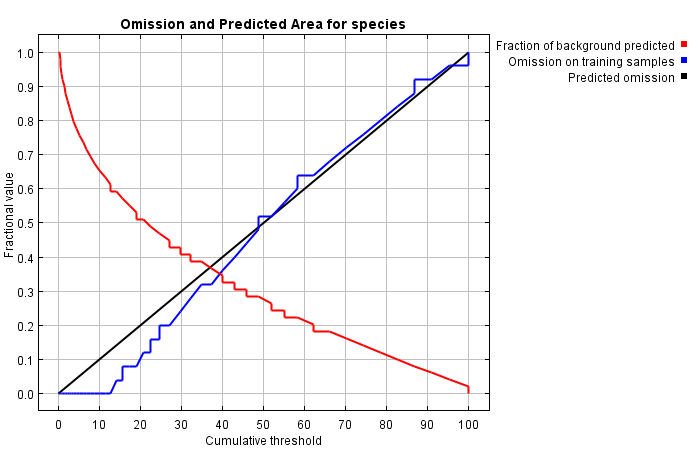 Omission and Predicted Area for species
Fraction of background predicted
Omission on training samples
Predicted omission
Fractional value
1.0
0.9
0.8
0.7
0.6
0.5
0.4
0.3
0.2
0.1
0.0
0 10 20 30 40 50 60 70 80 90 100
Cumulative threshold